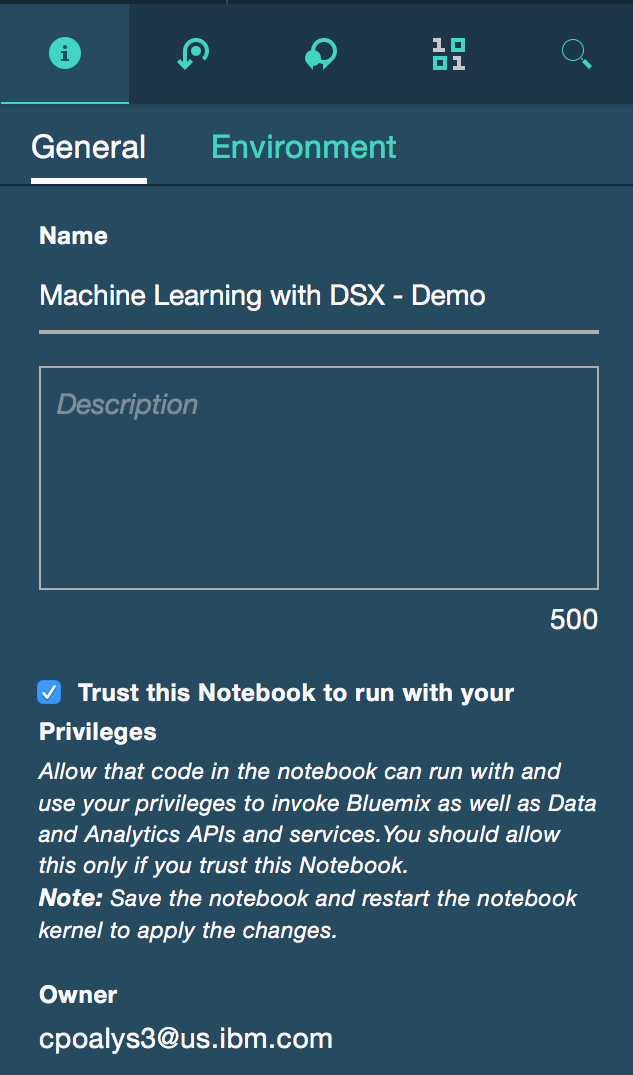 General Environment
Name
Machine Learning with DSX - Demo
Description
500
Trust this Notebook to run with your
Privileges
Allow that code in the notebook can run with and
use your privileges to invoke Bluemix as well as Data
and Analytics APIs and services.You should allow
this only if you trust this Notebook.
Note: Save the notebook and restart the notebook
kernel to apply the changes.
Owner
cpoalys3@us.ibm.com